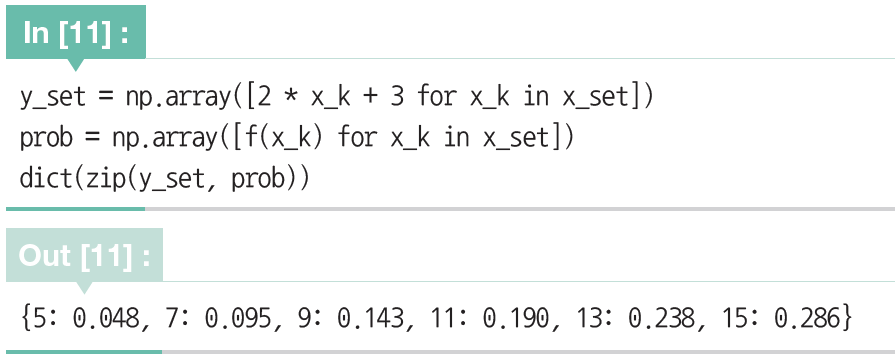 In [11] :
y_set = np.array([2 * x_k + 3 for x_k in x_set])
prob = np.array([f(x_k) for x_k in x_set])
dict(zip(y_set, prob))
Out [11] :
{5: 0.048, 7: 0.095, 9: 0.143, 11: 0.190, 13: 0.238, 15: 0.286}